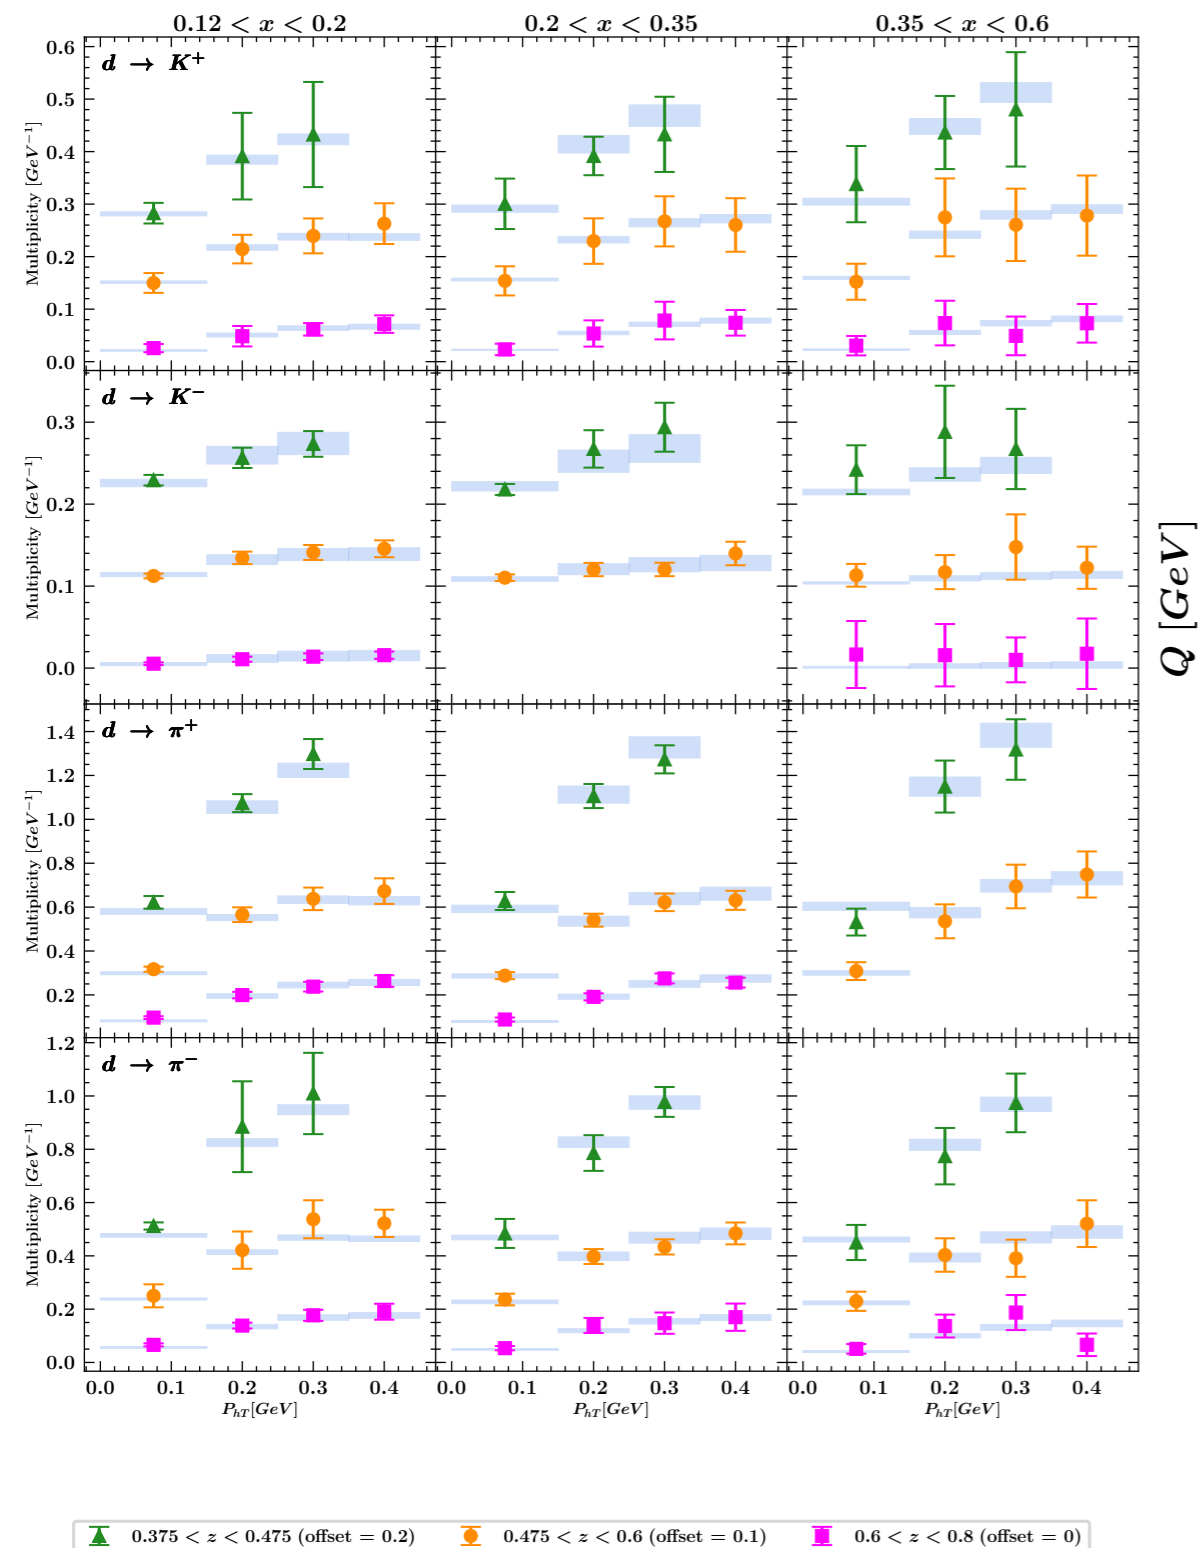 0.12 < x < 0.2
0.2 < x < 0.35
0.35 < x < 0.6
d → K⁺
Multiplicity [GeV⁻¹]
0.6
0.5
0.4
0.3
0.2
0.1
0.0
d → K⁻
Multiplicity [GeV⁻¹]
0.3
0.2
0.1
0.0
Q [GeV]
d → π⁺
Multiplicity [GeV⁻¹]
1.4
1.2
1.0
0.8
0.6
0.4
0.2
d → π⁻
Multiplicity [GeV⁻¹]
1.2
1.0
0.8
0.6
0.4
0.2
0.0
0.0 0.1 0.2 0.3 0.4
0.0 0.1 0.2 0.3 0.4
0.0 0.1 0.2 0.3 0.4
P_{hT}[GeV]
P_{hT}[GeV]
P_{hT}[GeV]
0.375 < z < 0.475 (offset = 0.2)
0.475 < z < 0.6 (offset = 0.1)
0.6 < z < 0.8 (offset = 0)